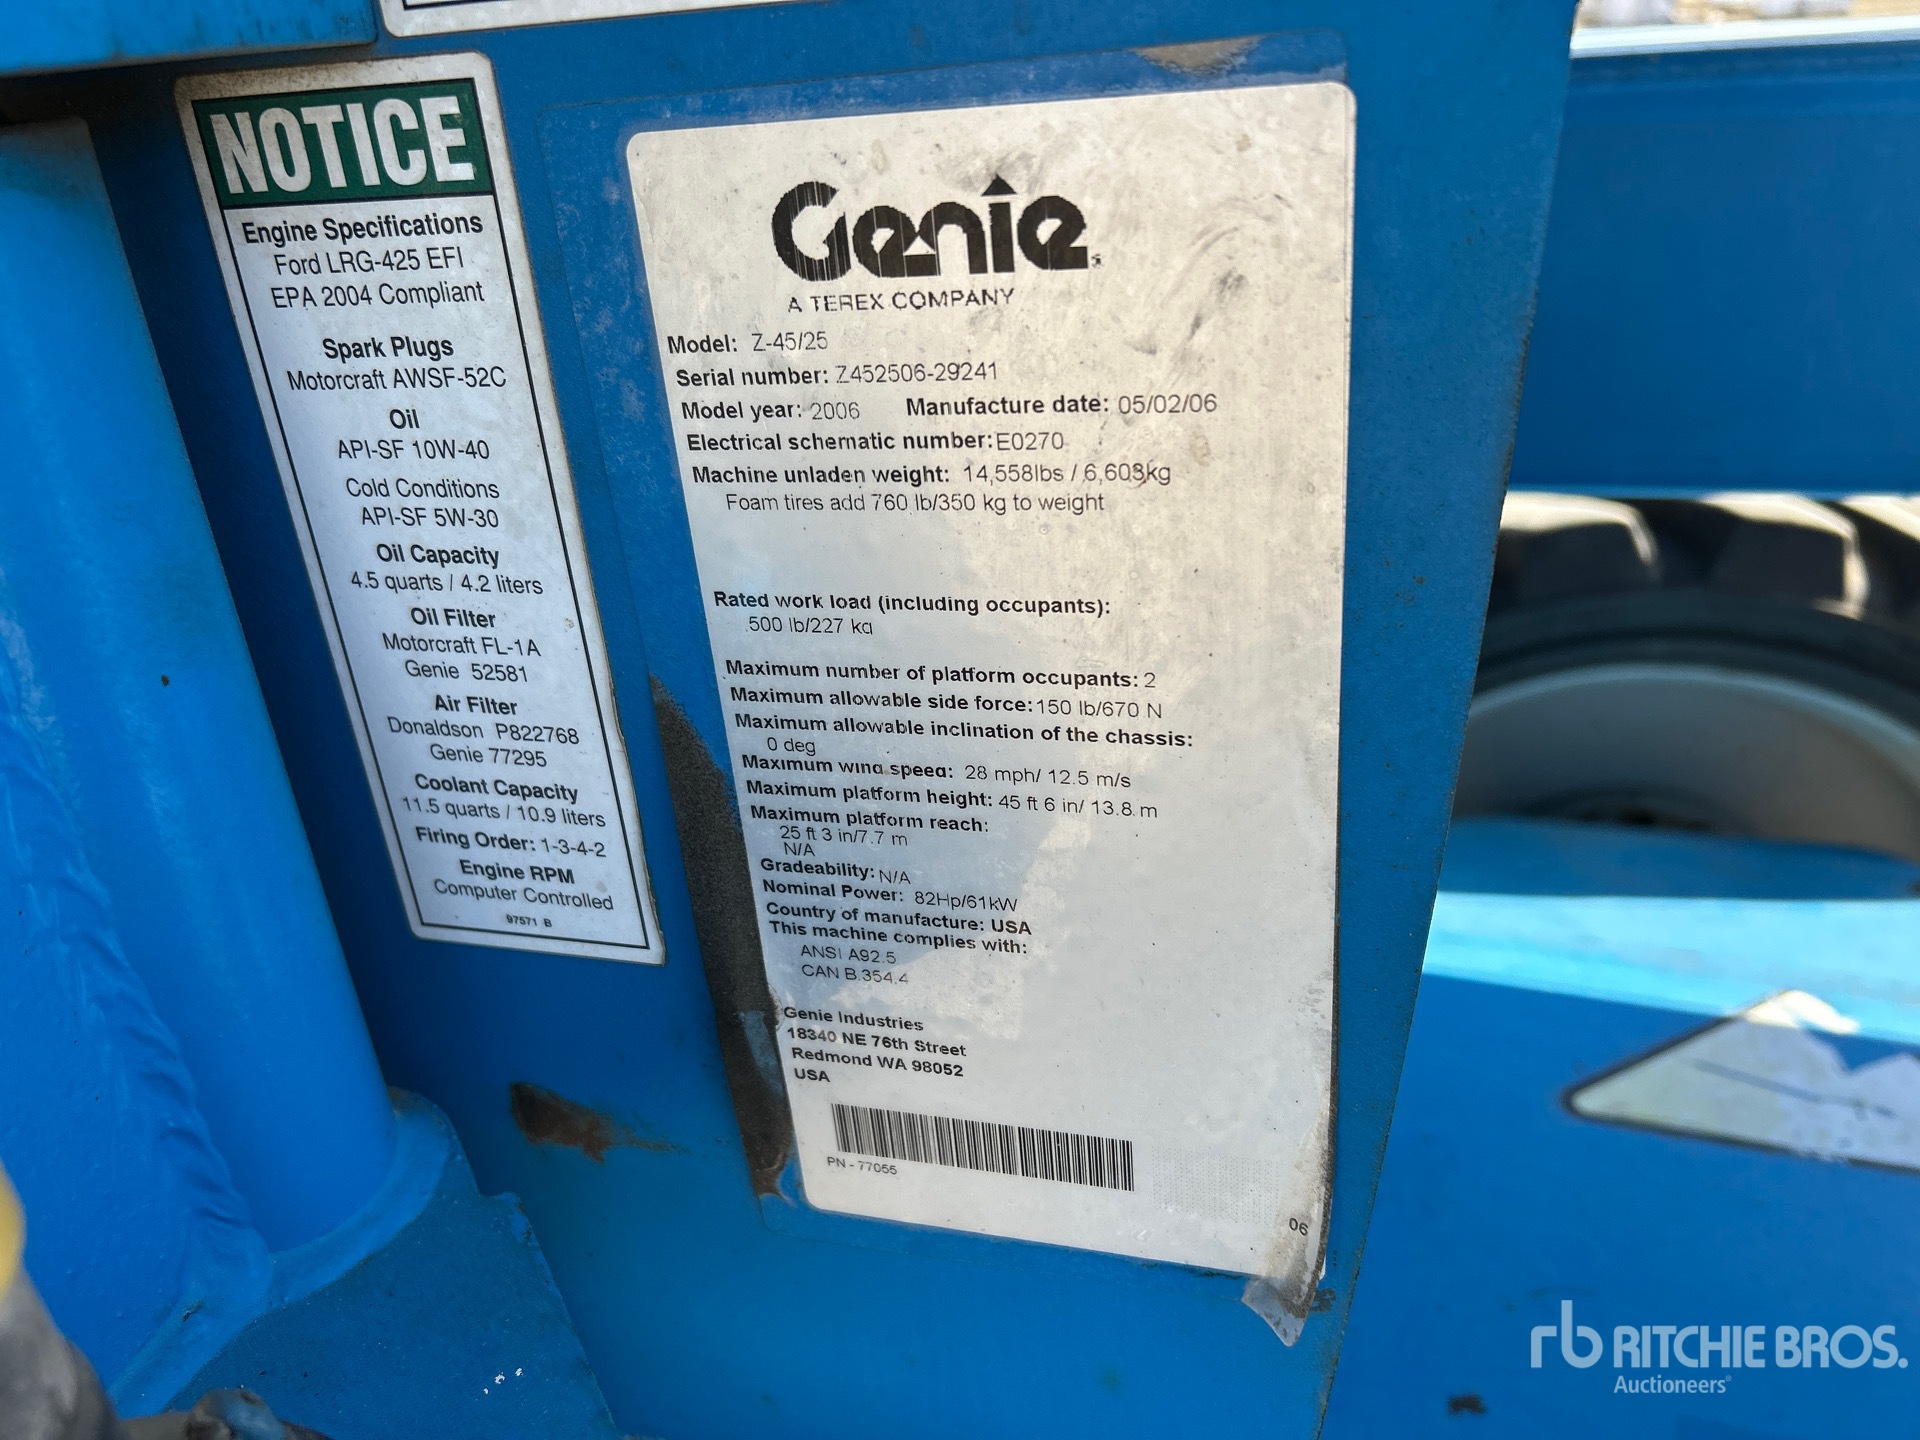 NOTICE
Engine Specifications
Ford LRG-425 EFI
EPA 2004 Compliant
Spark Plugs
Motorcraft AWSF-52C
Oil
API-SF 10W-40
Cold Conditions
API-SF 5W-30
Oil Capacity
4.5 quarts / 4.2 liters
Oil Filter
Motorcraft FL-1A
Genie 52581
Air Filter
Donaldson P822768
Genie 77295
Coolant Capacity
11.5 quarts / 10.9 liters
Firing Order: 1-3-4-2
Engine RPM
Computer Controlled
97571 B
Genie
A TEREX COMPANY
Model: Z-45/25
Serial number: Z452506-29241
Model year: 2006 Manufacture date: 05/02/06
Electrical schematic number: E0270
Machine unladen weight: 14,558lbs / 6,603kg
Foam tires add 760 lb/350 kg to weight
Rated work load (including occupants):
500 lb/227 kg
Maximum number of platform occupants: 2
Maximum allowable side force: 150 lb/670 N
Maximum allowable inclination of the chassis:
0 deg
Maximum wind speed: 28 mph/ 12.5 m/s
Maximum platform height: 45 ft 6 in/ 13.8 m
Maximum platform reach:
25 ft 3 in/7.7 m
N/A
Gradeability: N/A
Nominal Power: 82Hp/61kW
Country of manufacture: USA
This machine complies with:
ANSI A92.5
CAN B.354.4
Genie Industries
18340 NE 76th Street
Redmond WA 98052
USA
PN - 77055
06
rb RITCHIE BROS.
Auctioneers®